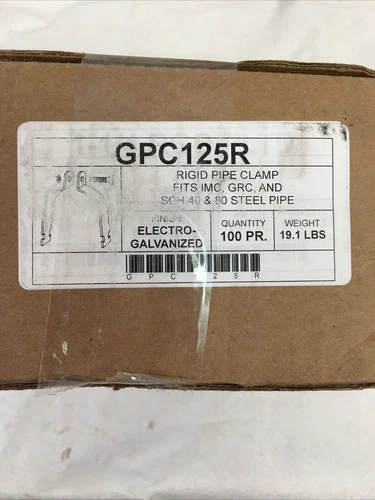 GPC125R
RIGID PIPE CLAMP
FITS IMC, GRC, AND
SCH 40 & 80 STEEL PIPE
FINISH
ELECTRO-
GALVANIZED
QUANTITY
100 PR.
WEIGHT
19.1 LBS
G P C 1 2 5 R